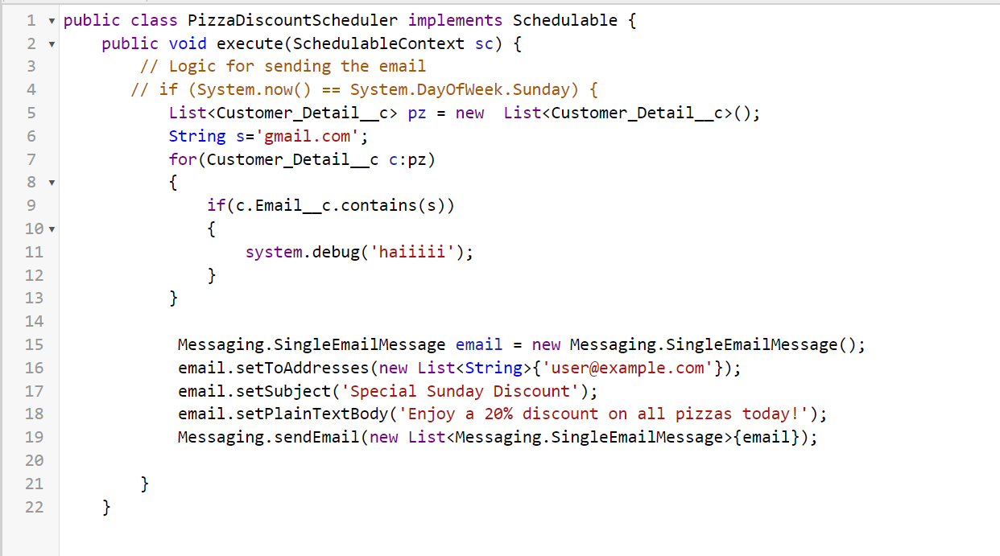 1 public class PizzaDiscountScheduler implements Schedulable {
2 public void execute(SchedulableContext sc) {
3 // Logic for sending the email
4 // if (System.now() == System.DayOfWeek.Sunday) {
5 List<Customer_Detail__c> pz = new  List<Customer_Detail__c>();
6 String s='gmail.com';
7 for(Customer_Detail__c c:pz)
8 {
9 if(c.Email__c.contains(s))
10 {
11 system.debug('haiiiii');
12 }
13 }
14
15 Messaging.SingleEmailMessage email = new Messaging.SingleEmailMessage();
16 email.setToAddresses(new List<String>{'user@example.com'});
17 email.setSubject('Special Sunday Discount');
18 email.setPlainTextBody('Enjoy a 20% discount on all pizzas today!');
19 Messaging.sendEmail(new List<Messaging.SingleEmailMessage>{email});
20
21 }
22 }